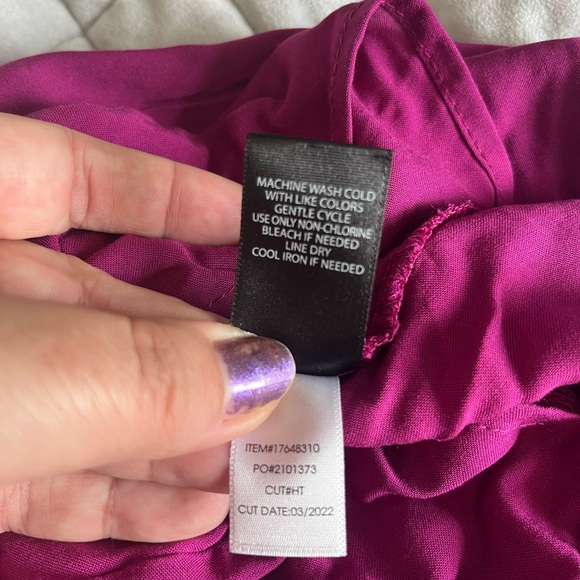 MACHINE WASH COLD
WITH LIKE COLORS
GENTLE CYCLE
USE ONLY NON-CHLORINE
BLEACH IF NEEDED
LINE DRY
COOL IRON IF NEEDED
ITEM#17648310
PO#2101373
CUT#HT
CUT DATE:03/2022